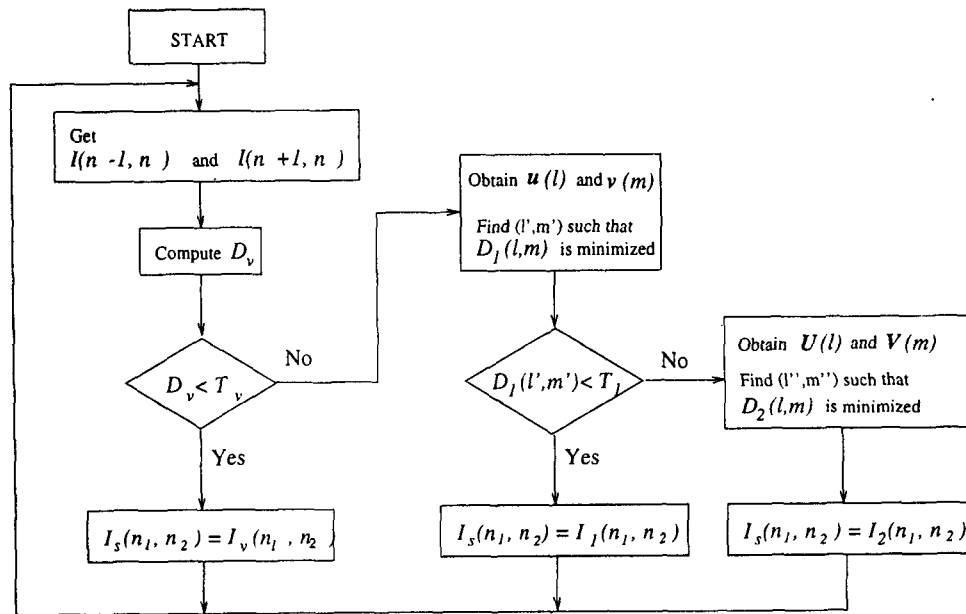 START
Get
I(n -1, n ) and I(n +1, n )
Compute D_v
D_v < T_v
No
Yes
I_s(n_1, n_2) = I_v(n_1 , n_2 )
Obtain u(l) and v(m)
Find (l',m') such that
D_1(l,m) is minimized
D_1(l',m') < T_1
No
Yes
I_s(n_1, n_2) = I_1(n_1, n_2)
Obtain U(l) and V(m)
Find (l'',m'') such that
D_2(l,m) is minimized
I_s(n_1, n_2) = I_2(n_1, n_2)